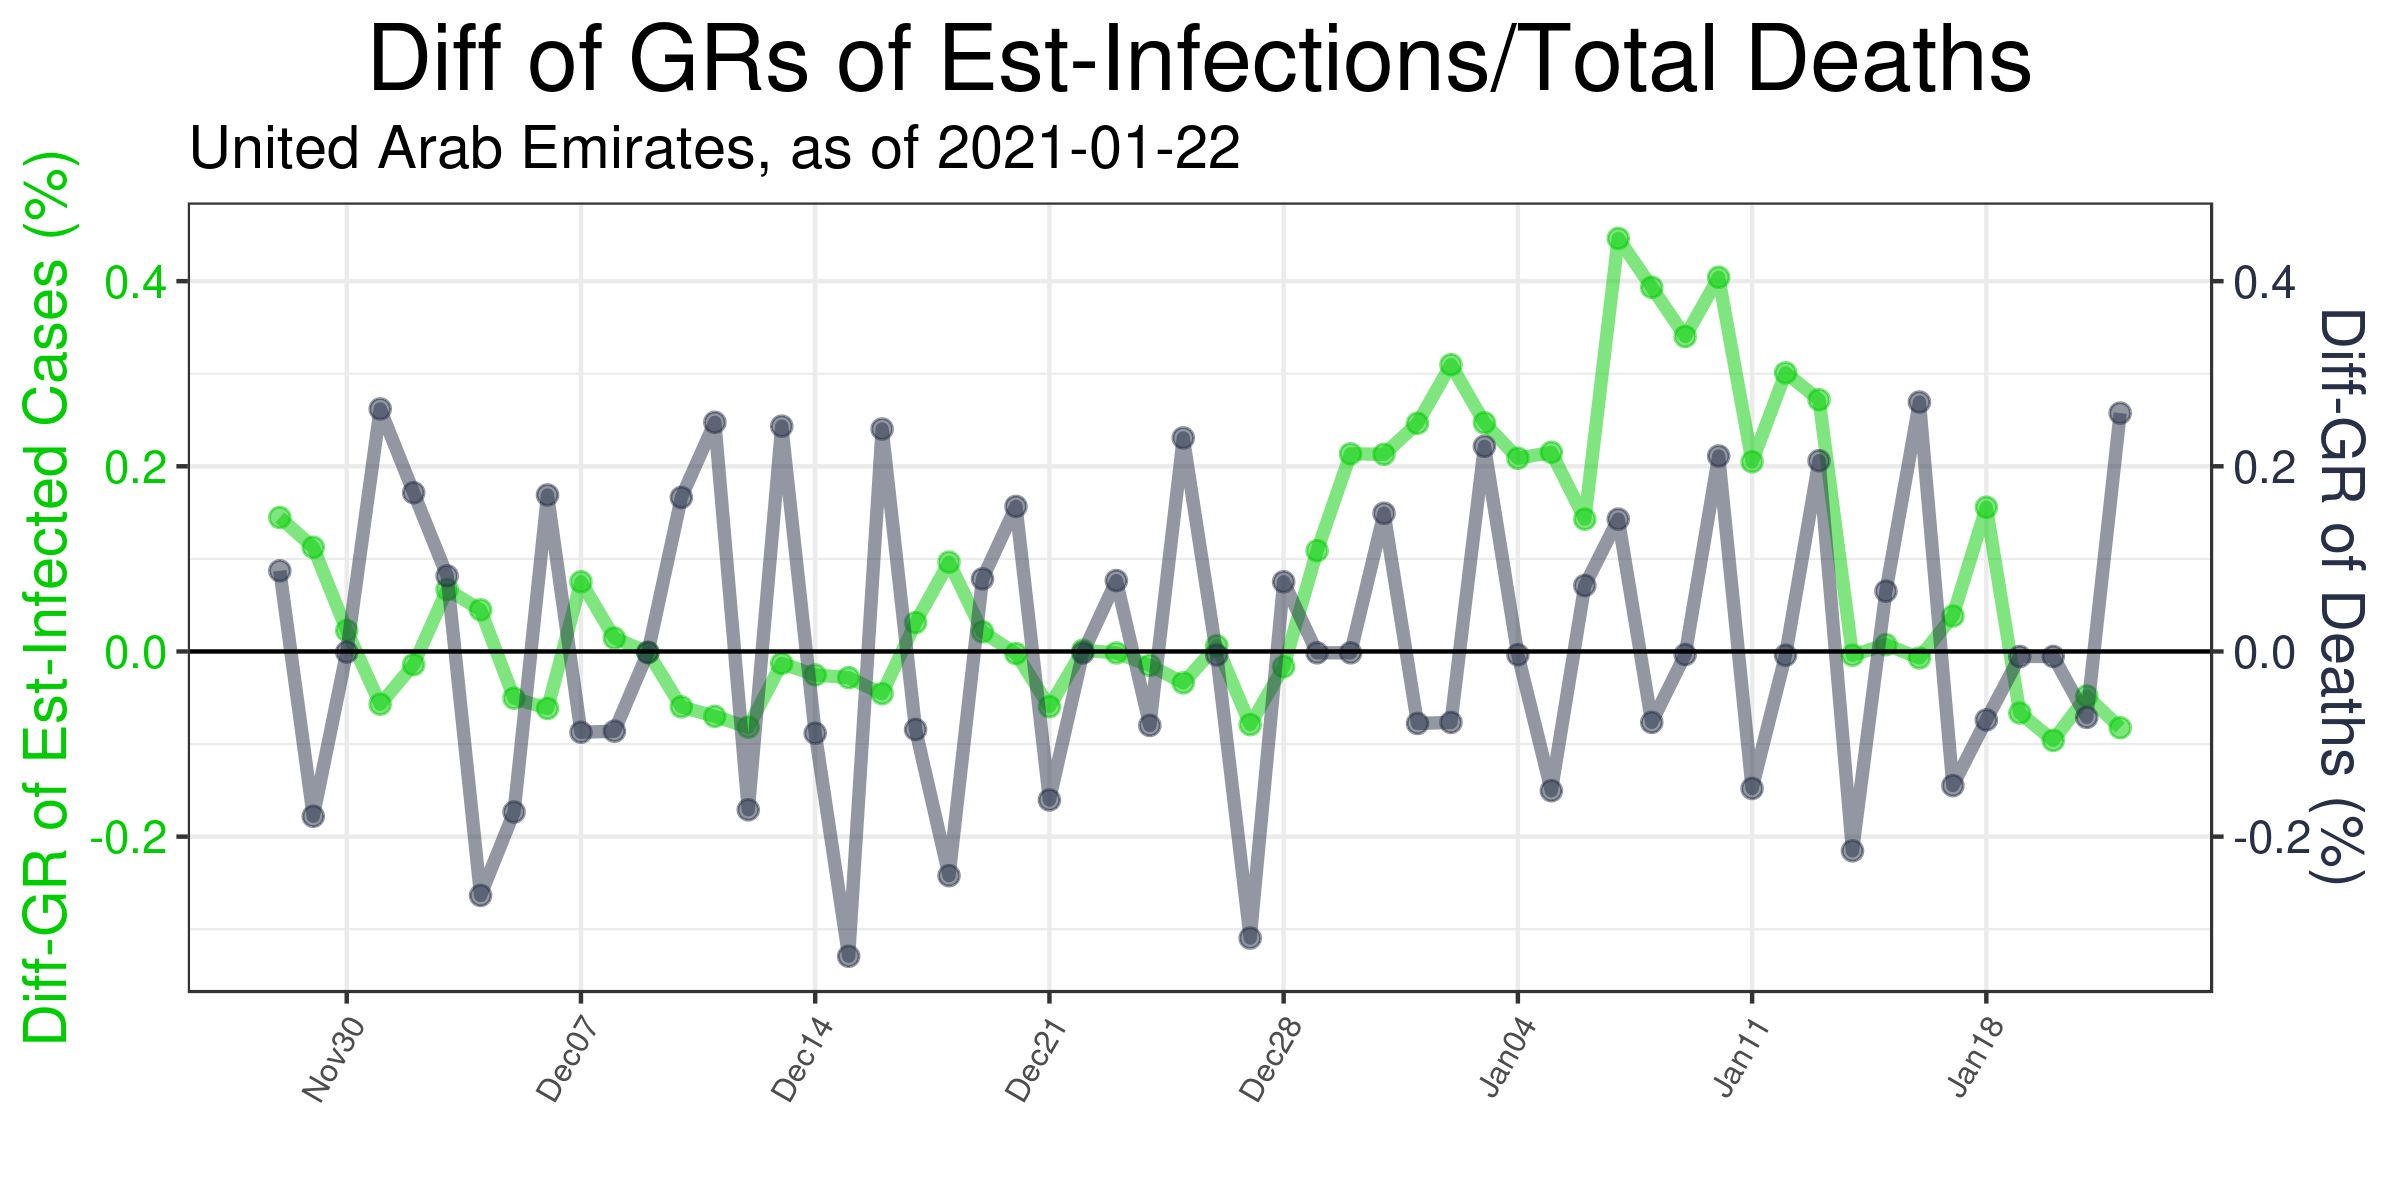 Diff of GRs of Est-Infections/Total Deaths
United Arab Emirates, as of 2021-01-22
Diff-GR of Est-Infected Cases (%)
0.4
0.2
0.0
-0.2
0.4
0.2
0.0
-0.2
Diff-GR of Deaths (%)
Nov30
Dec07
Dec14
Dec21
Dec28
Jan04
Jan11
Jan18